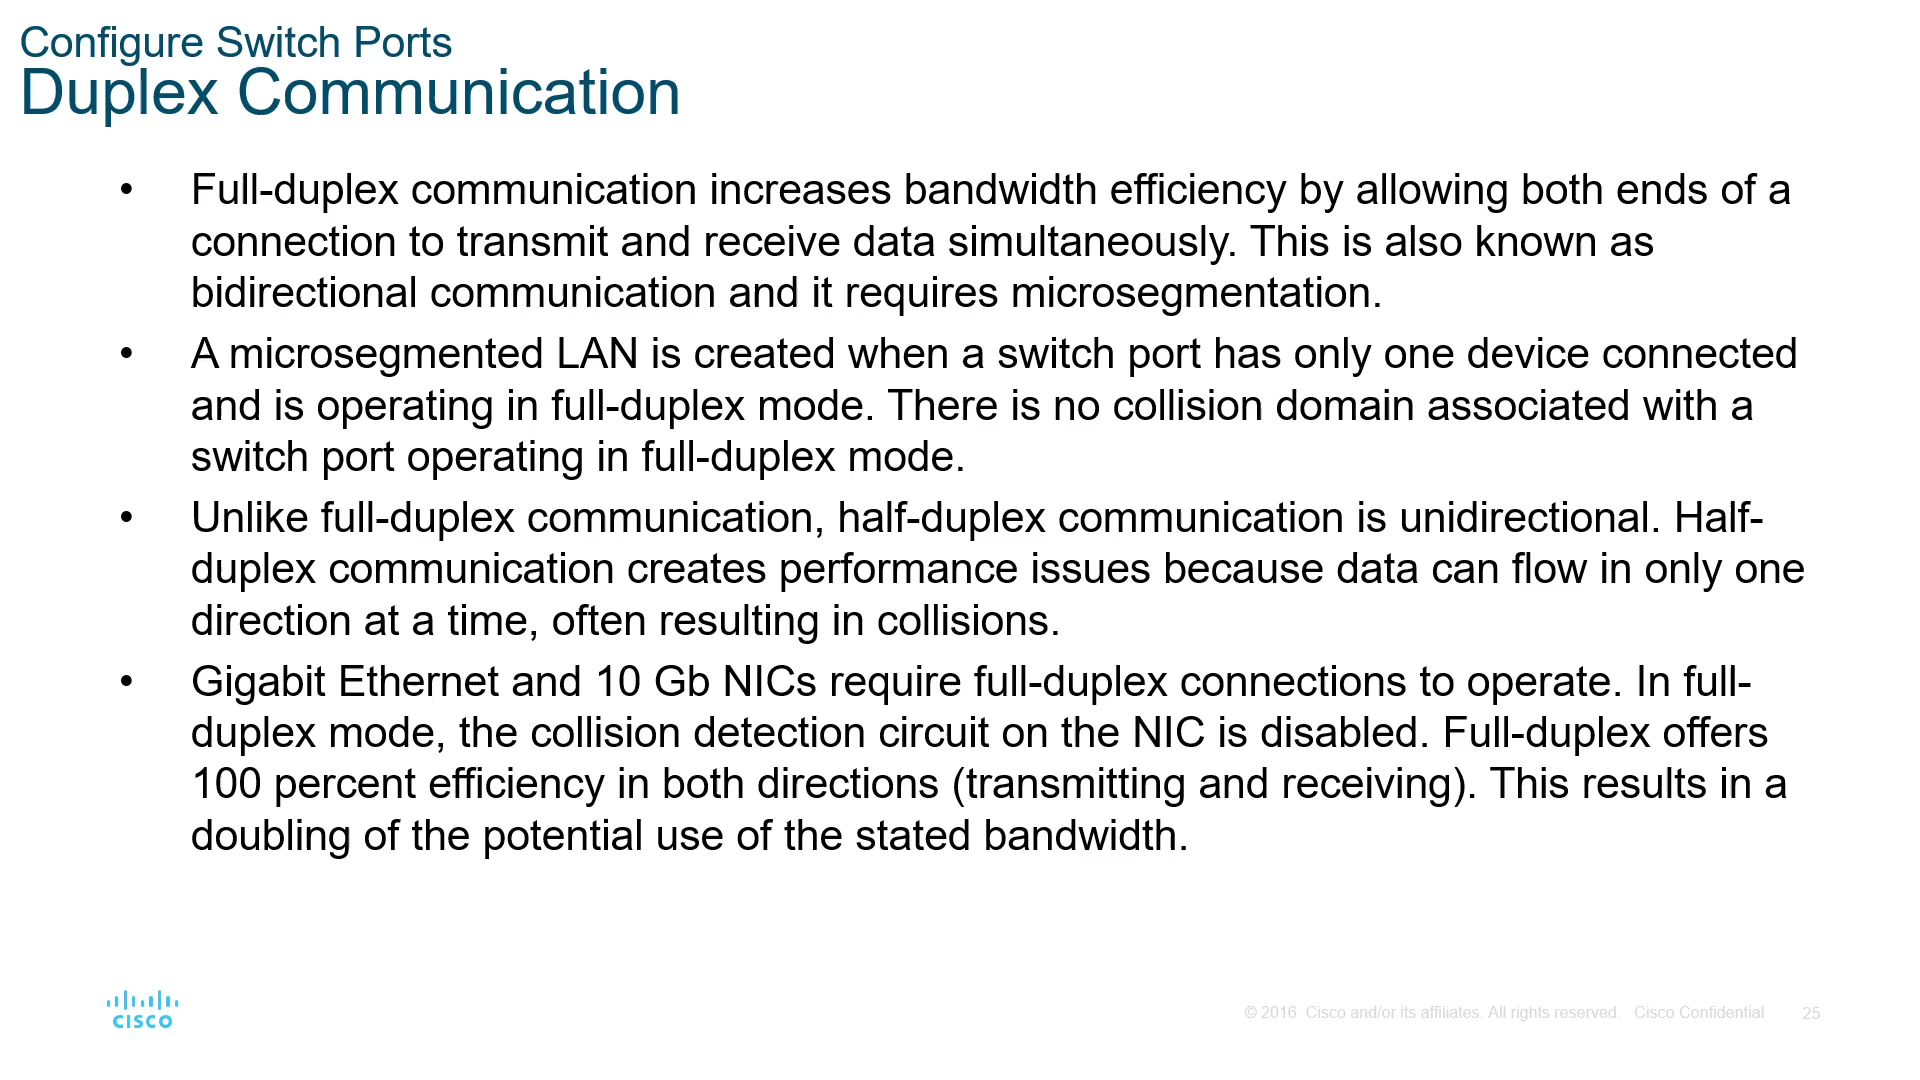 Configure Switch Ports
Duplex Communication
• Full-duplex communication increases bandwidth efficiency by allowing both ends of a
connection to transmit and receive data simultaneously. This is also known as
bidirectional communication and it requires microsegmentation.
• A microsegmented LAN is created when a switch port has only one device connected
and is operating in full-duplex mode. There is no collision domain associated with a
switch port operating in full-duplex mode.
• Unlike full-duplex communication, half-duplex communication is unidirectional. Half-
duplex communication creates performance issues because data can flow in only one
direction at a time, often resulting in collisions.
• Gigabit Ethernet and 10 Gb NICs require full-duplex connections to operate. In full-
duplex mode, the collision detection circuit on the NIC is disabled. Full-duplex offers
100 percent efficiency in both directions (transmitting and receiving). This results in a
doubling of the potential use of the stated bandwidth.
CISCO
© 2016 Cisco and/or its affiliates. All rights reserved. Cisco Confidential 25